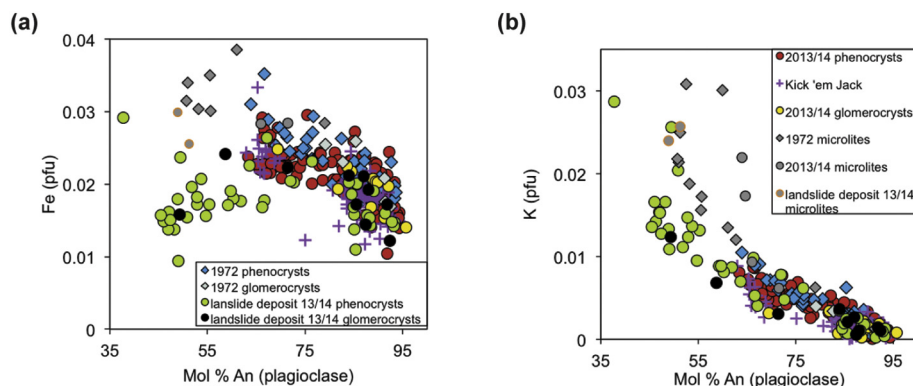 (a)
0.04
0.03
0.02
0.01
0
Fe (pfu)
1972 phenocrysts
1972 glomerocrysts
lanslide deposit 13/14 phenocrysts
landslide deposit 13/14 glomerocrysts
35 55 75 95
Mol % An (plagioclase)
(b)
0.03
0.02
0.01
0
K (pfu)
2013/14 phenocrysts
Kick 'em Jack
2013/14 glomerocrysts
1972 microlites
2013/14 microlites
landslide deposit 13/14
microlites
35 55 75 95
Mol % An (plagioclase)